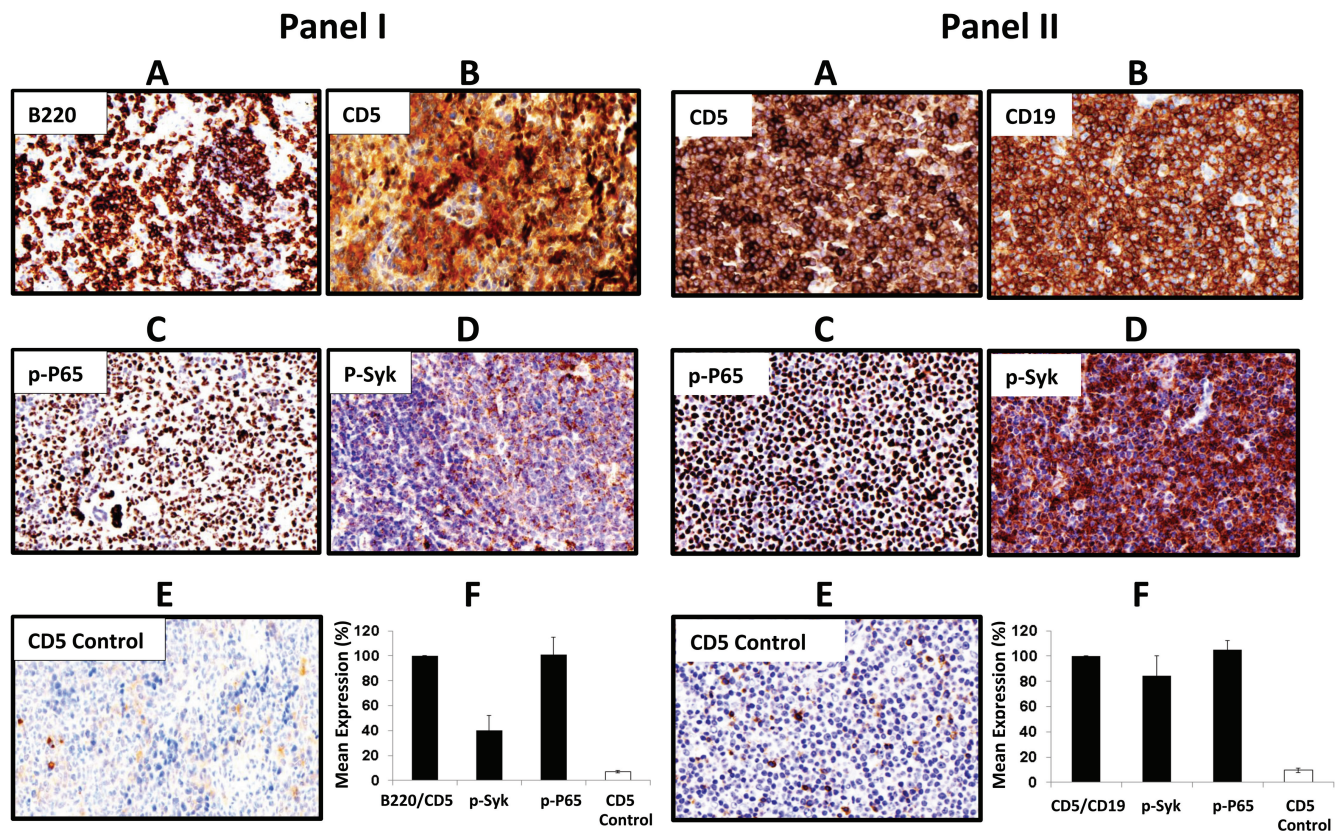 Panel I
Panel II
A
B
A
B
B220
CD5
CD5
CD19
C
D
C
D
p-P65
P-Syk
p-P65
p-Syk
E
F
E
F
CD5 Control
CD5 Control
Mean Expression (%)
120
100
80
60
40
20
0
B220/CD5
p-Syk
p-P65
CD5
Control
Mean Expression (%)
120
100
80
60
40
20
0
CD5/CD19
p-Syk
p-P65
CD5
Control